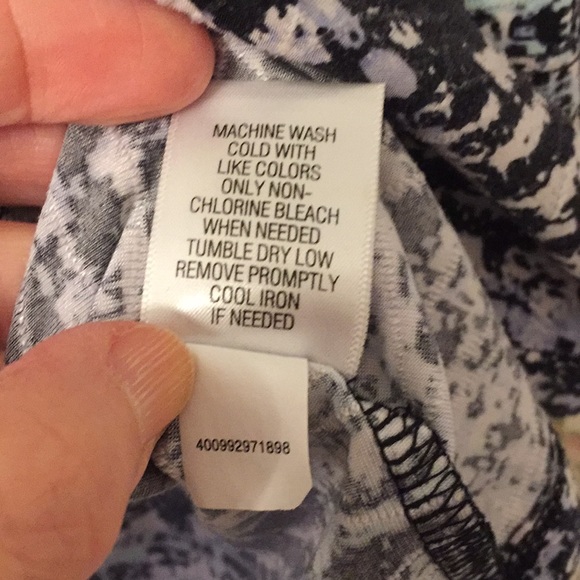 MACHINE WASH
COLD WITH
LIKE COLORS
ONLY NON-
CHLORINE BLEACH
WHEN NEEDED
TUMBLE DRY LOW
REMOVE PROMPTLY
COOL IRON
IF NEEDED
400992971898